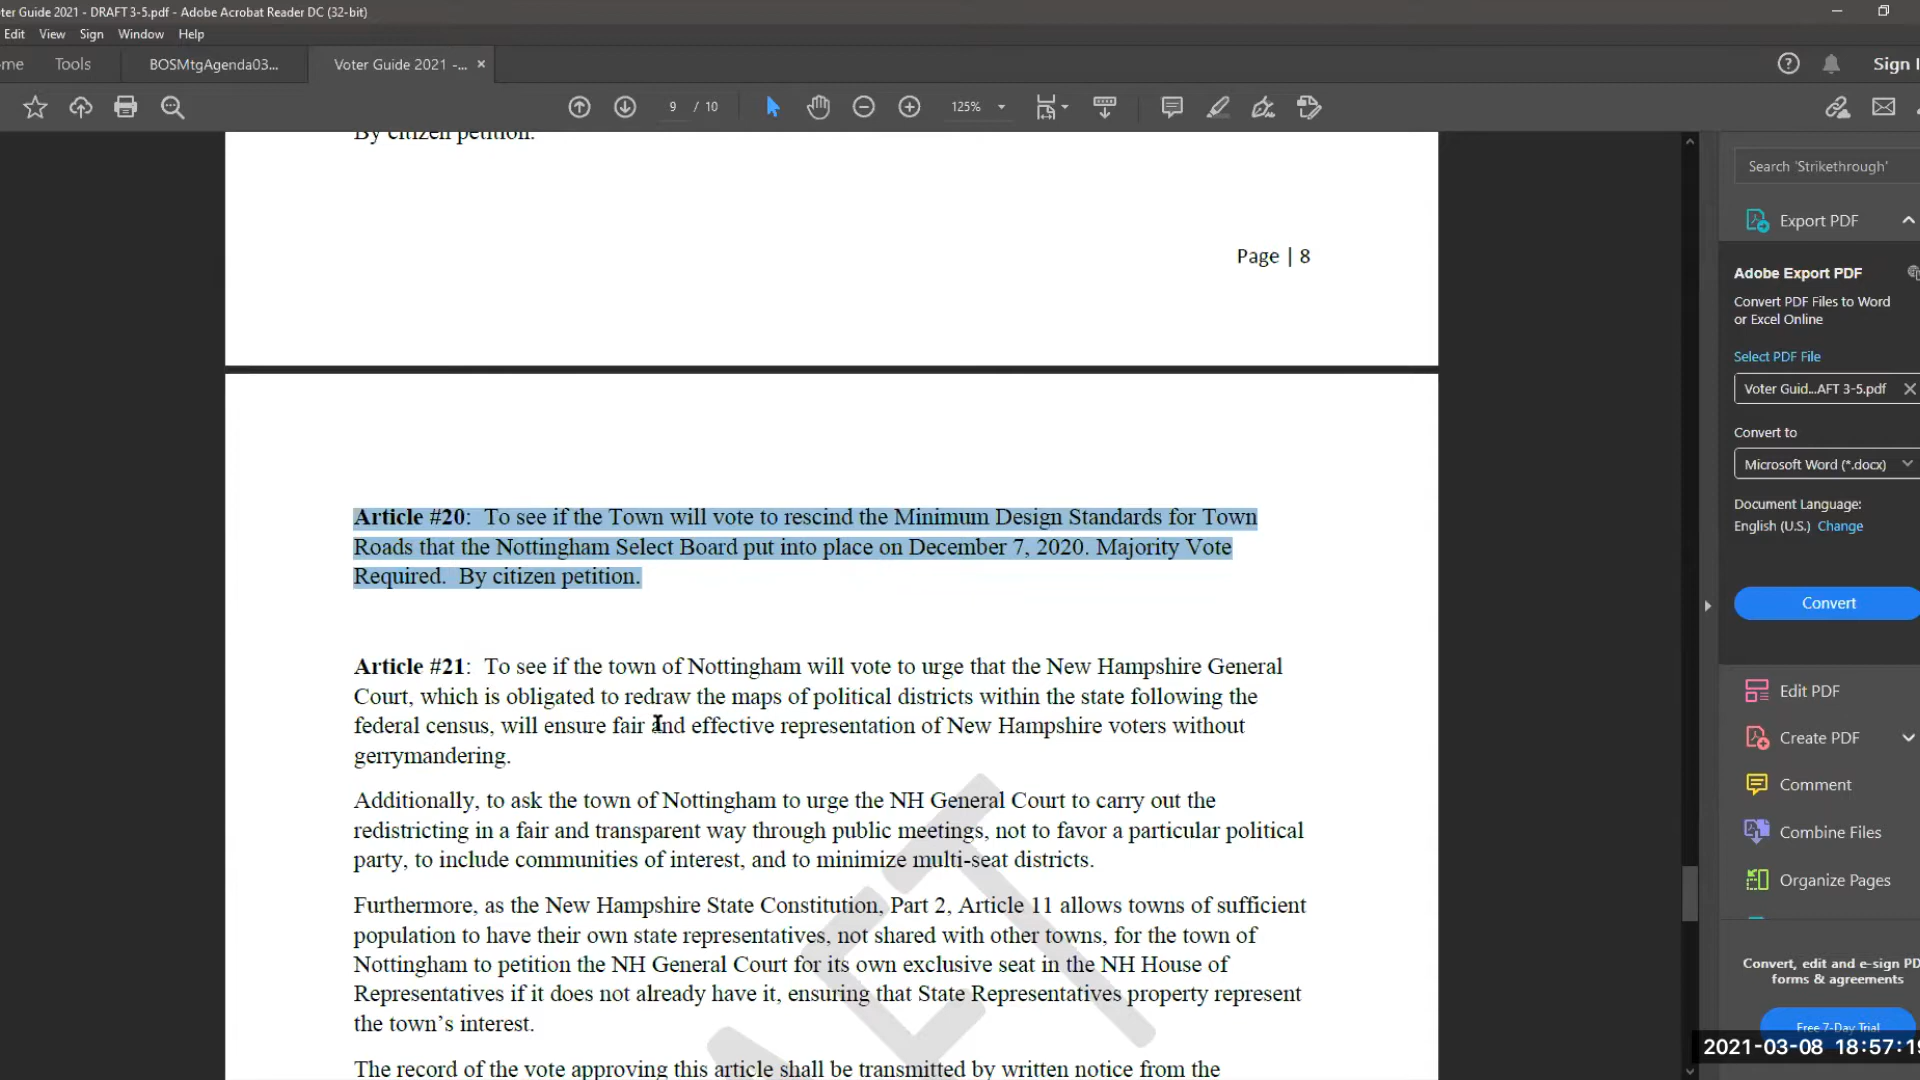 ter Guide 2021 - DRAFT 3-5.pdf - Adobe Acrobat Reader DC (32-bit)
Edit View Sign Window Help
me Tools BOSMtgAgenda03... Voter Guide 2021 -... × Sign I
9 / 10 125%
By citizen petition.
Page | 8
Article #20: To see if the Town will vote to rescind the Minimum Design Standards for Town
Roads that the Nottingham Select Board put into place on December 7, 2020. Majority Vote
Required. By citizen petition.
Article #21: To see if the town of Nottingham will vote to urge that the New Hampshire General
Court, which is obligated to redraw the maps of political districts within the state following the
federal census, will ensure fair and effective representation of New Hampshire voters without
gerrymandering.
Additionally, to ask the town of Nottingham to urge the NH General Court to carry out the
redistricting in a fair and transparent way through public meetings, not to favor a particular political
party, to include communities of interest, and to minimize multi-seat districts.
Furthermore, as the New Hampshire State Constitution, Part 2, Article 11 allows towns of sufficient
population to have their own state representatives, not shared with other towns, for the town of
Nottingham to petition the NH General Court for its own exclusive seat in the NH House of
Representatives if it does not already have it, ensuring that State Representatives property represent
the town's interest.
The record of the vote approving this article shall be transmitted by written notice from the
AFT
Search 'Strikethrough'
Export PDF
Adobe Export PDF
Convert PDF Files to Word
or Excel Online
Select PDF File
Voter Guid...AFT 3-5.pdf
Convert to
Microsoft Word (*.docx)
Document Language:
English (U.S.) Change
Convert
Edit PDF
Create PDF
Comment
Combine Files
Organize Pages
Convert, edit and e-sign PD
forms & agreements
Free 7-Day Trial
2021-03-08 18:57:19